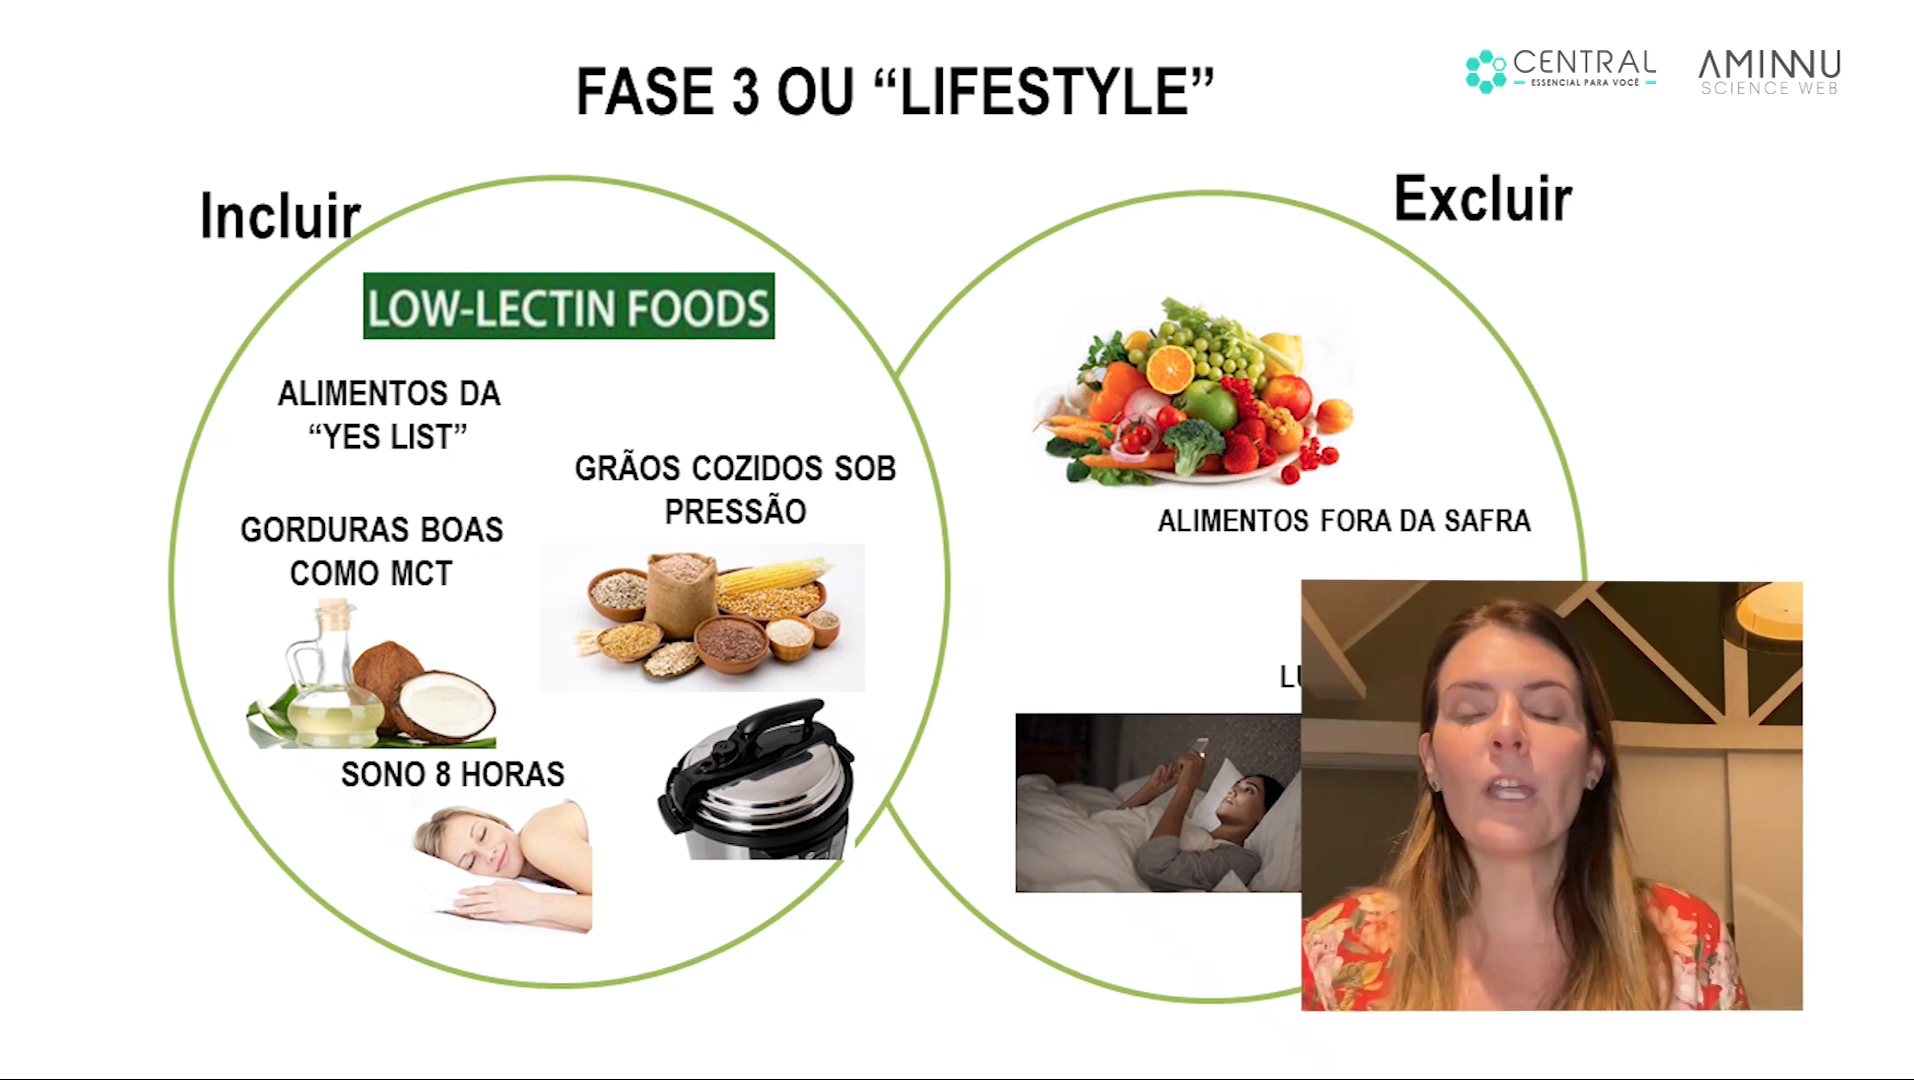 FASE 3 OU “LIFESTYLE”
CENTRAL
ESSENCIAL PARA VOCÊ
AMINNU
SCIENCE WEB
Incluir
Excluir
LOW-LECTIN FOODS
ALIMENTOS DA
“YES LIST”
GRÃOS COZIDOS SOB
PRESSÃO
GORDURAS BOAS
COMO MCT
SONO 8 HORAS
ALIMENTOS FORA DA SAFRA